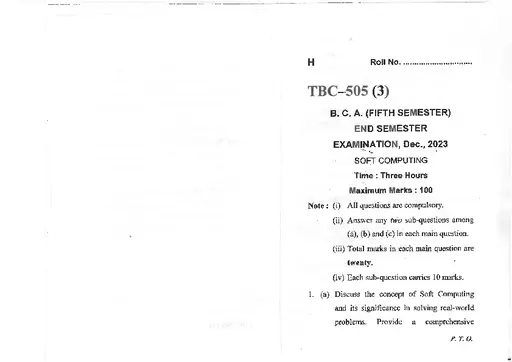 H Roll No. ..............................
TBC–505 (3)
B. C. A. (FIFTH SEMESTER)
END SEMESTER
EXAMINATION, Dec., 2023
SOFT COMPUTING
Time : Three Hours
Maximum Marks : 100
Note : (i) All questions are compulsory.
(ii) Answer any two sub-questions among
(a), (b) and (c) in each main question.
(iii) Total marks in each main question are
twenty.
(iv) Each sub-question carries 10 marks.
1. (a) Discuss the concept of Soft Computing
and its significance in solving real-world
problems. Provide a comprehensive
P. T. O.